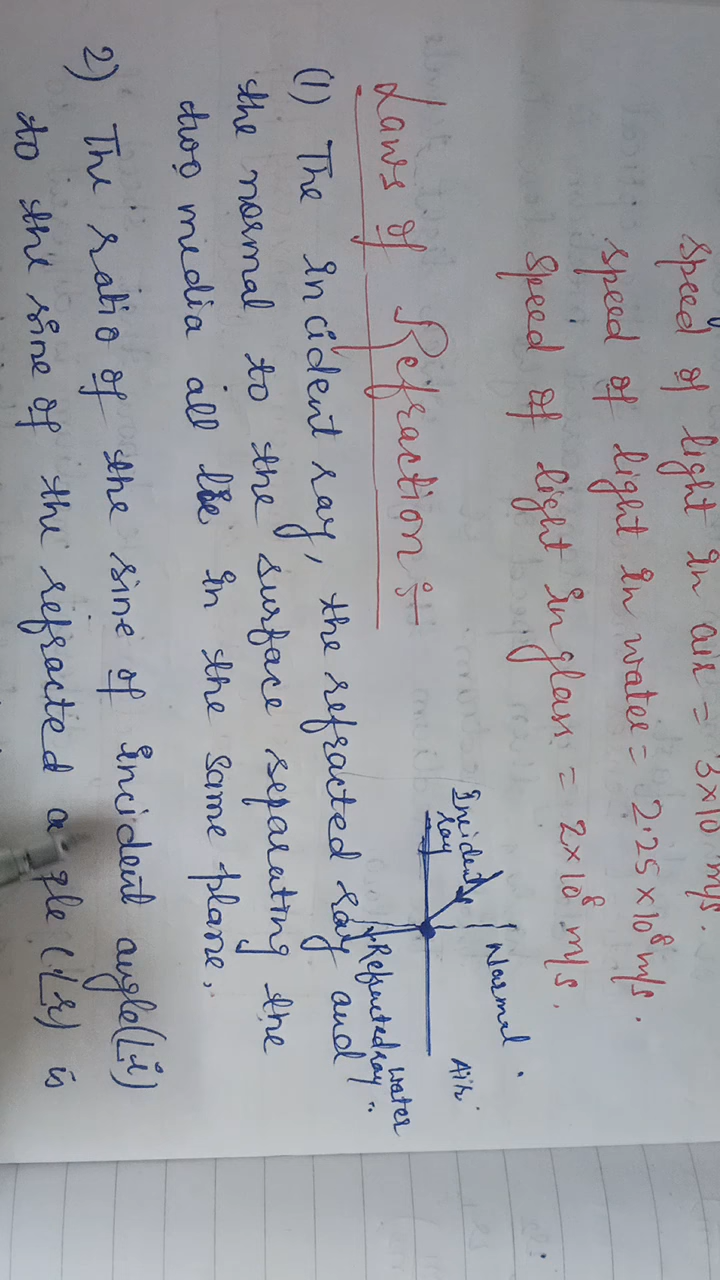 speed of light in air = 3×10 m/s.
speed of light in water = 2.25×10⁸ m/s.
speed of light in glass = 2×10⁸ m/s.
Incident ray
Normal
Air
Water
Refracted ray
Laws of Refraction :-
(1) The incident ray, the refracted ray and
the normal to the surface separating the
two media all lie in the same plane.
2) The ratio of the sine of incident angle (∠i)
to the sine of the refracted angle (∠r) is